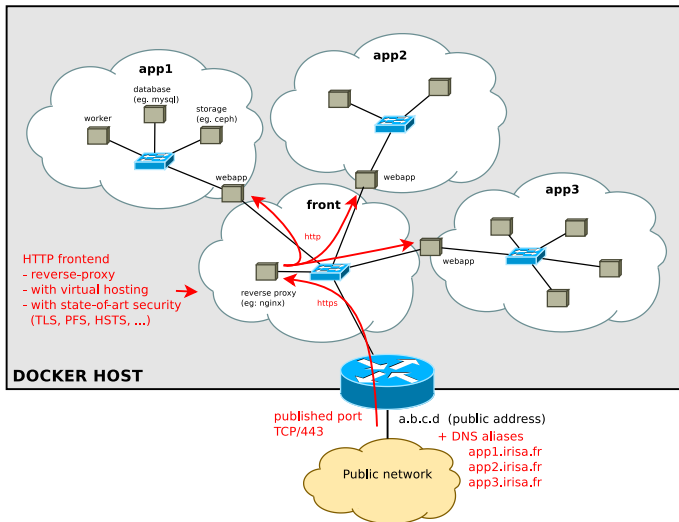 app1
database
(eg. mysql)
worker
storage
(eg. ceph)
webapp
app2
webapp
app3
webapp
front
http
reverse proxy
(eg: nginx)
https
HTTP frontend
- reverse-proxy
- with virtual hosting
- with state-of-art security
(TLS, PFS, HSTS, ...)
DOCKER HOST
published port
TCP/443
a.b.c.d (public address)
+ DNS aliases
app1.irisa.fr
app2.irisa.fr
app3.irisa.fr
Public network